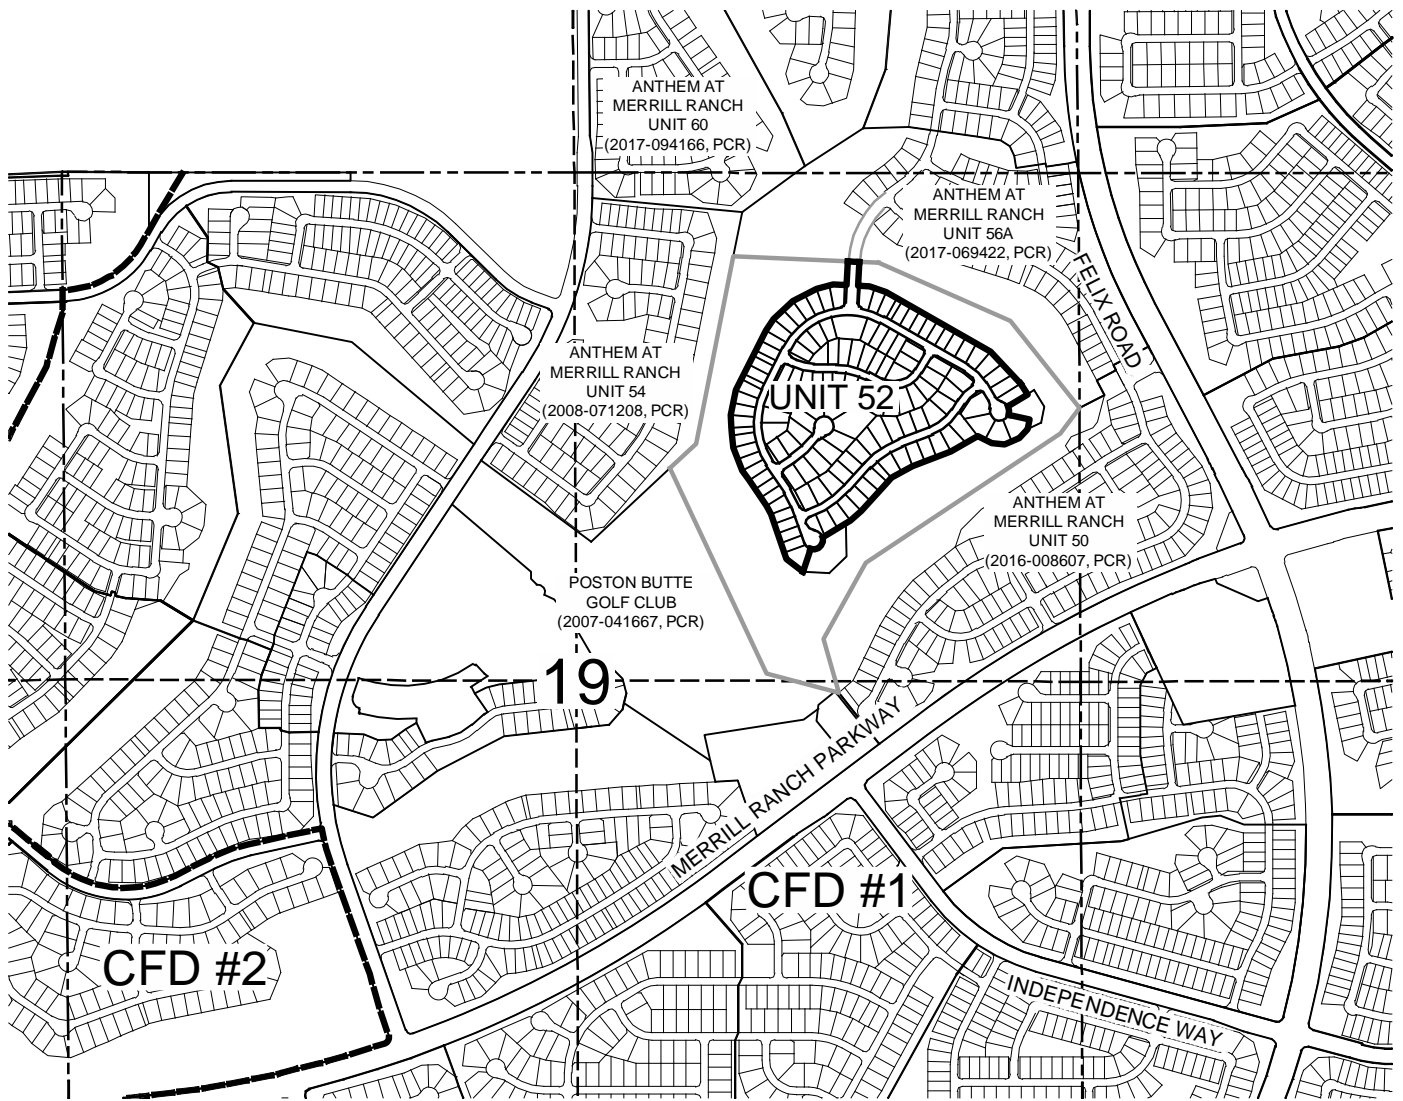 ANTHEM AT
MERRILL RANCH
UNIT 60
(2017-094166, PCR)
ANTHEM AT
MERRILL RANCH
UNIT 56A
(2017-069422, PCR)
FELIX ROAD
ANTHEM AT
MERRILL RANCH
UNIT 54
(2008-071208, PCR)
UNIT 52
ANTHEM AT
MERRILL RANCH
UNIT 50
(2016-008607, PCR)
POSTON BUTTE
GOLF CLUB
(2007-041667, PCR)
19
MERRILL RANCH PARKWAY
CFD #1
CFD #2
INDEPENDENCE WAY